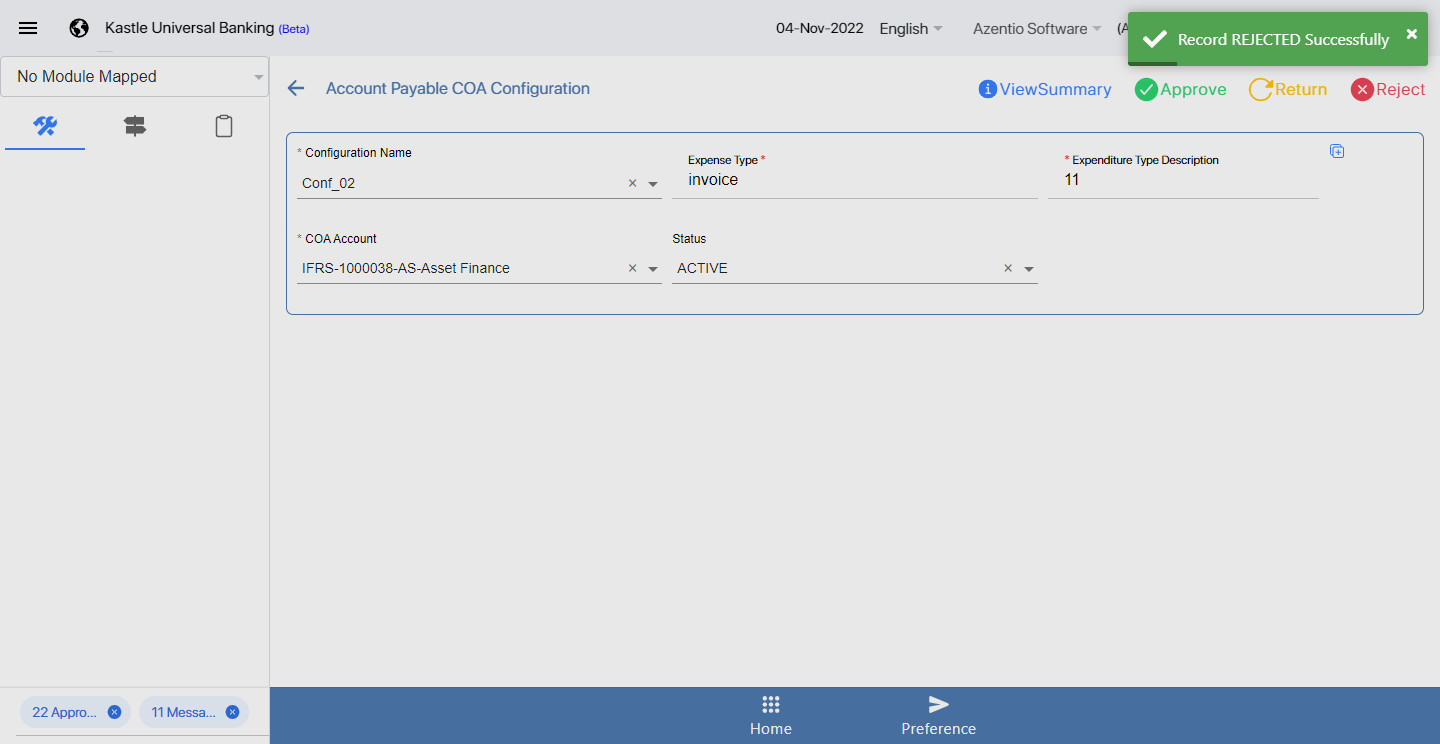 Kastle Universal Banking (Beta)
04-Nov-2022 English Azentio Software (A
Record REJECTED Successfully
No Module Mapped
Account Payable COA Configuration
ViewSummary Approve Return Reject
* Configuration Name
Conf_02
Expense Type *
invoice
* Expenditure Type Description
11
* COA Account
IFRS-1000038-AS-Asset Finance
Status
ACTIVE
22 Appro...
11 Messa...
Home
Preference